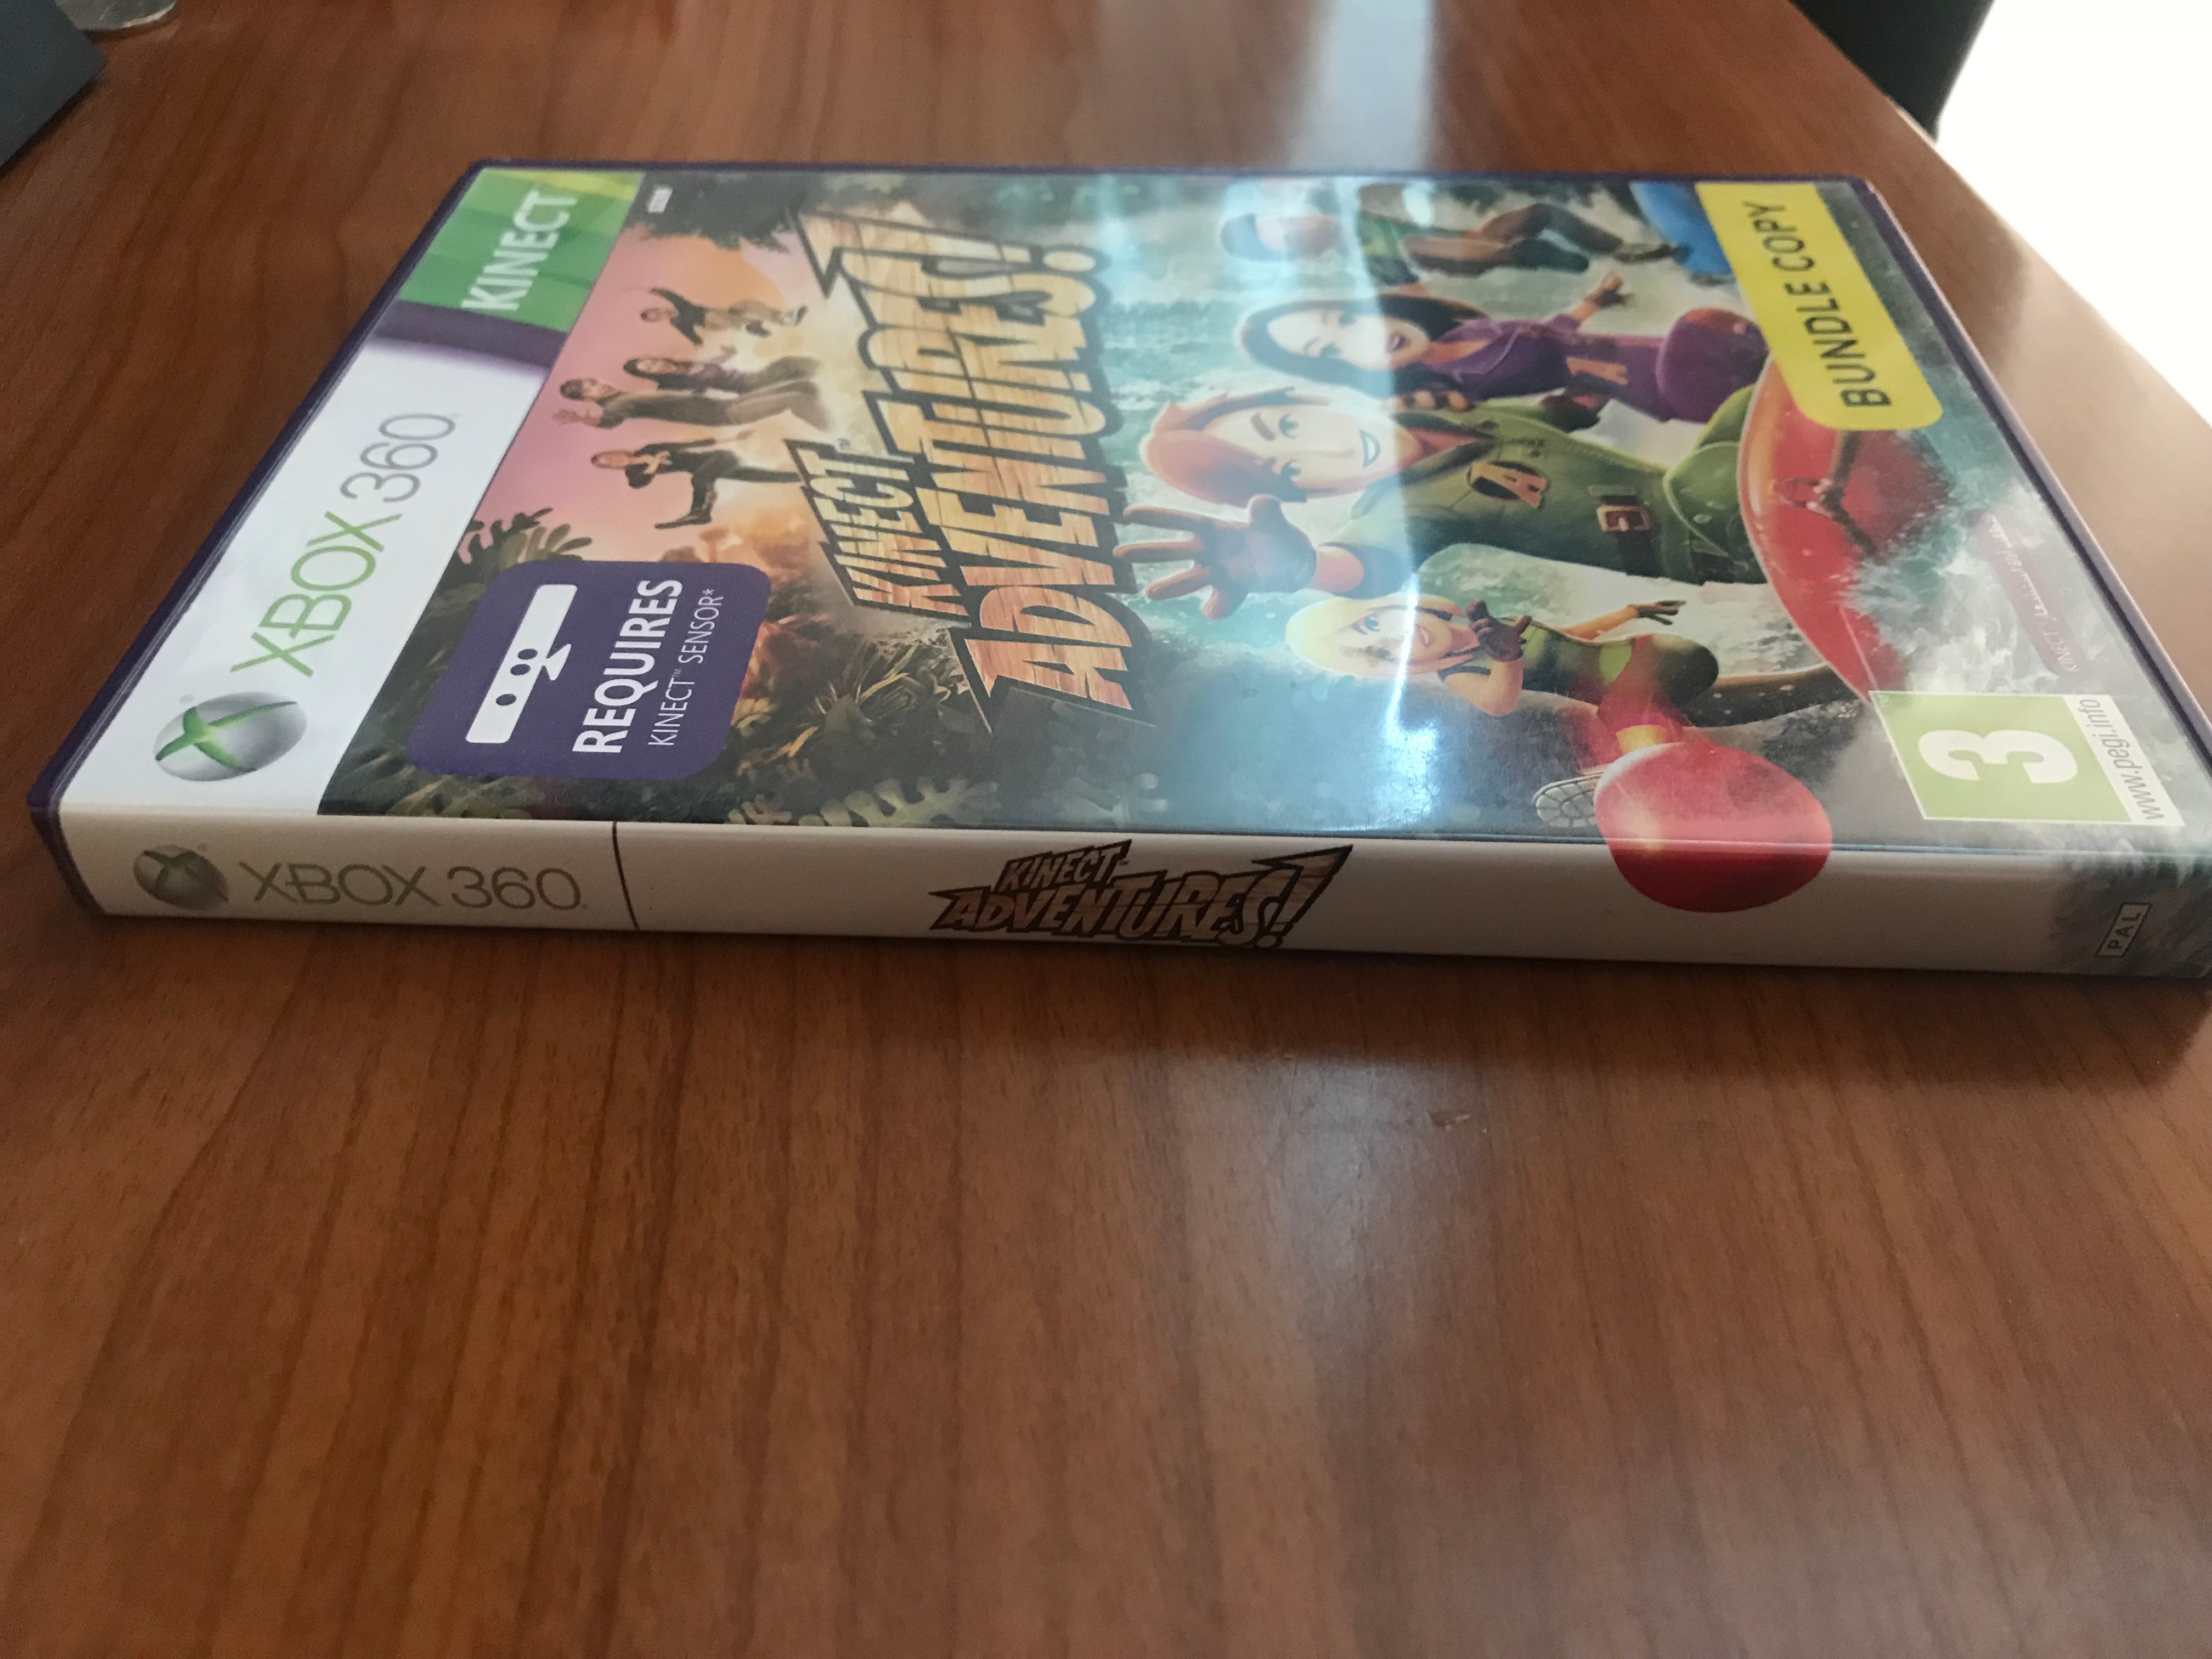 KINECT
XBOX 360
REQUIRES
KINECT™ SENSOR*
KINECT™
ADVENTURES!
A
BUNDLE COPY
KINECT
3
www.pegi.info
XBOX 360
KINECT
ADVENTURES!
PAL